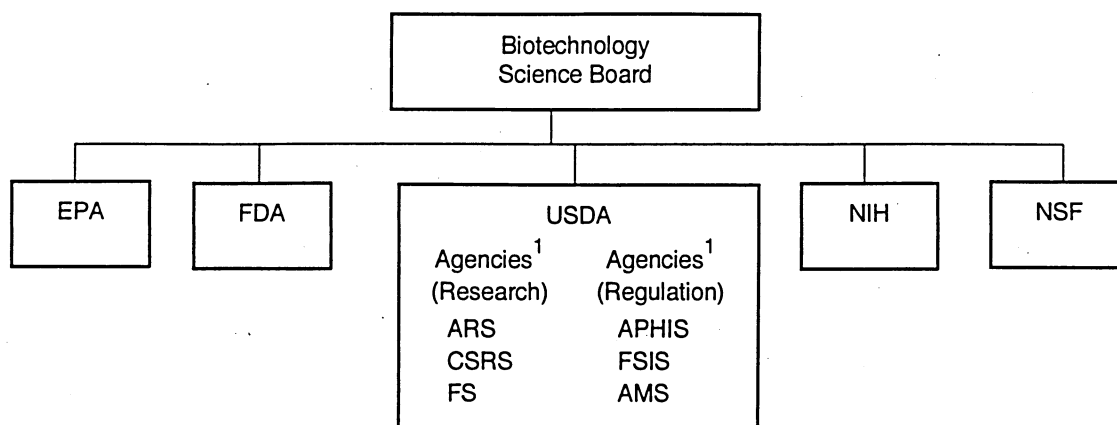 Biotechnology
Science Board
EPA
FDA
USDA
NIH
NSF
Agencies1 Agencies1
(Research) (Regulation)
ARS APHIS
CSRS FSIS
FS AMS